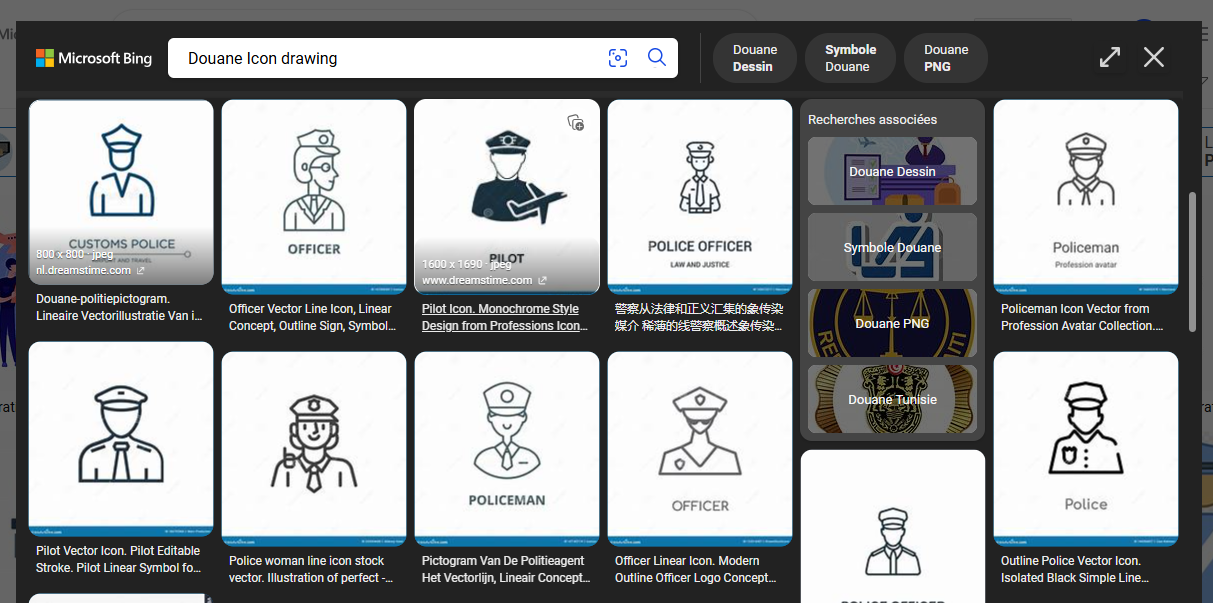 Microsoft Bing
Douane Icon drawing
Douane
Dessin
Symbole
Douane
Douane
PNG
CUSTOMS POLICE
800 x 800 · jpeg
nl.dreamstime.com
Douane-politiepictogram.
Lineaire Vectorillustratie Van i...
OFFICER
Officer Vector Line Icon, Linear
Concept, Outline Sign, Symbol...
PILOT
1600 x 1690 · jpeg
www.dreamstime.com
Pilot Icon. Monochrome Style
Design from Professions Icon...
POLICE OFFICER
LAW AND JUSTICE
警察从法律和正义汇集的象传染
媒介 稀薄的线警察概述象传染...
Recherches associées
Douane Dessin
Symbole Douane
Douane PNG
Douane Tunisie
Policeman
Profession avatar
Policeman Icon Vector from
Profession Avatar Collection....
Pilot Vector Icon. Pilot Editable
Stroke. Pilot Linear Symbol fo...
Police woman line icon stock
vector. Illustration of perfect -...
POLICEMAN
Pictogram Van De Politieagent
Het Vectorlijn, Lineair Concept...
OFFICER
Officer Linear Icon. Modern
Outline Officer Logo Concept...
POLICE OFFICER
Police
Outline Police Vector Icon.
Isolated Black Simple Line...